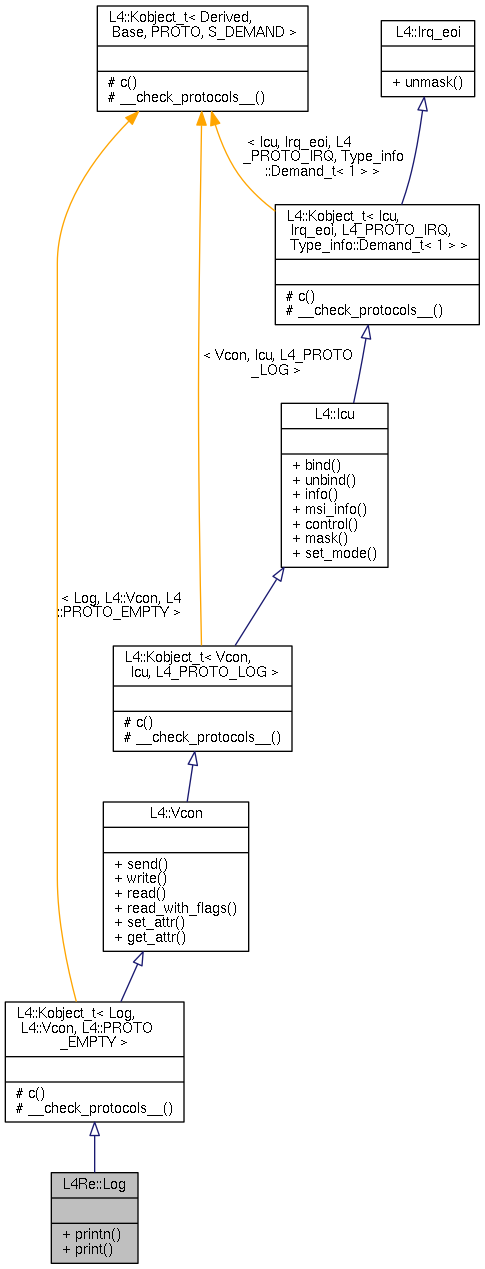 L4::Kobject_t< Derived,
Base, PROTO, S_DEMAND >
# c()
# __check_protocols__()
L4::Irq_eoi
+ unmask()
< Icu, Irq_eoi, L4
_PROTO_IRQ, Type_info
::Demand_t< 1 > >
L4::Kobject_t< Icu,
Irq_eoi, L4_PROTO_IRQ,
Type_info::Demand_t< 1 > >
# c()
# __check_protocols__()
< Vcon, Icu, L4_PROTO
_LOG >
L4::Icu
+ bind()
+ unbind()
+ info()
+ msi_info()
+ control()
+ mask()
+ set_mode()
< Log, L4::Vcon, L4
::PROTO_EMPTY >
L4::Kobject_t< Vcon,
Icu, L4_PROTO_LOG >
# c()
# __check_protocols__()
L4::Vcon
+ send()
+ write()
+ read()
+ read_with_flags()
+ set_attr()
+ get_attr()
L4::Kobject_t< Log,
L4::Vcon, L4::PROTO
_EMPTY >
# c()
# __check_protocols__()
L4Re::Log
+ printn()
+ print()